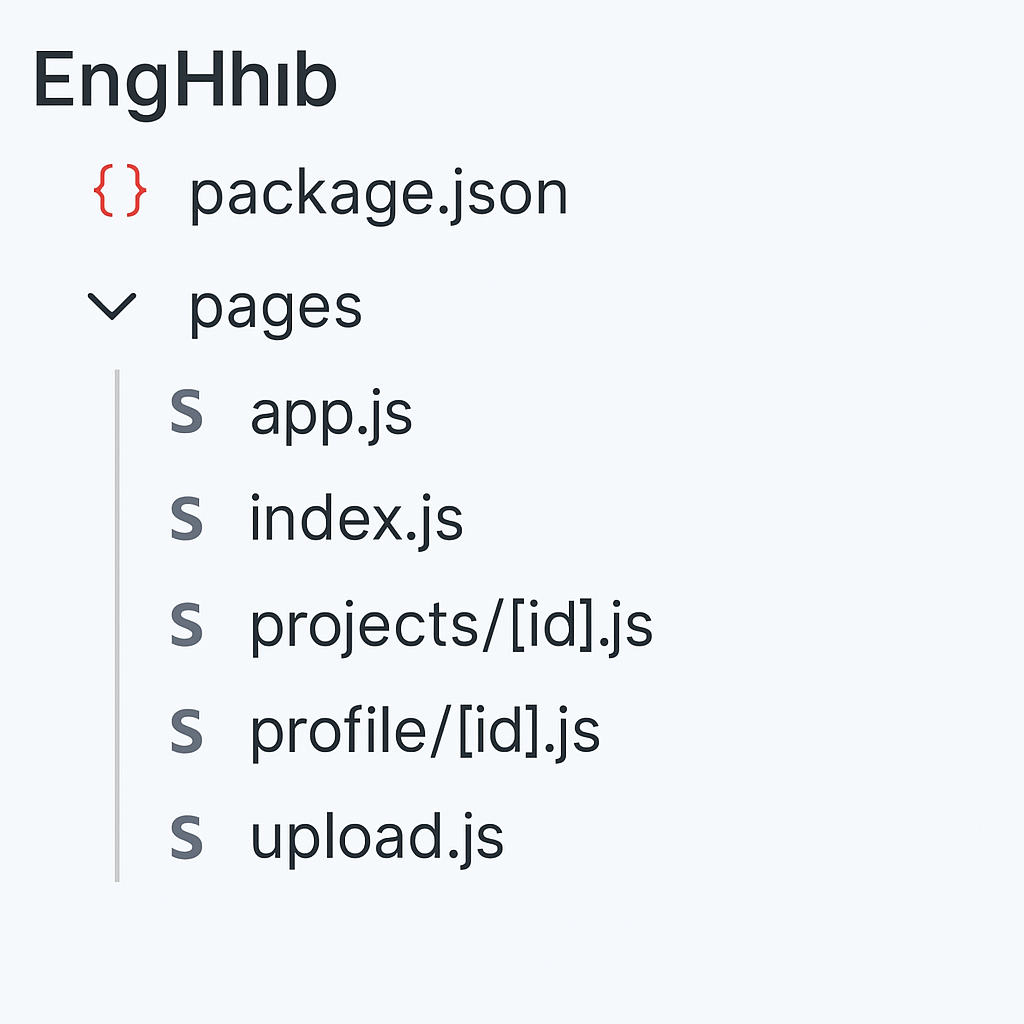 EngHhıb
{} package.json
pages
S app.js
S index.js
S projects/[id].js
S profile/[id].js
S upload.js